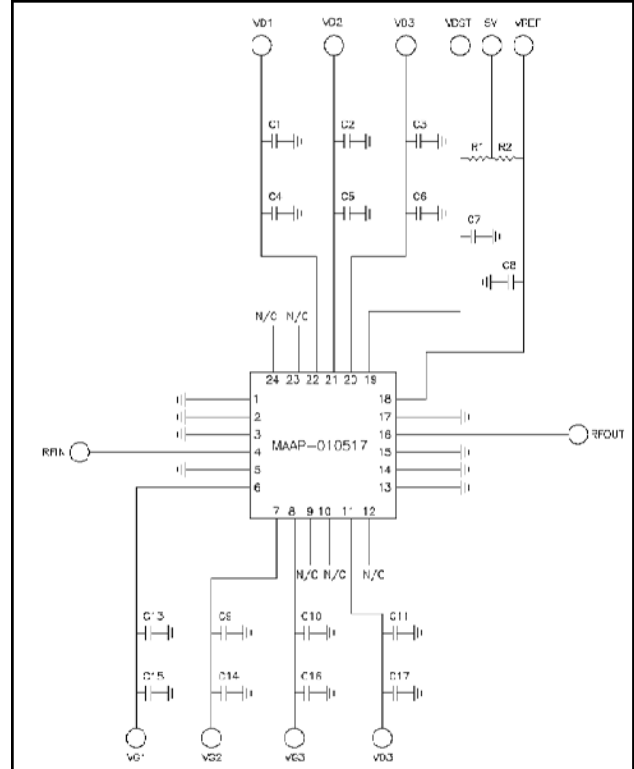 VD1 VD2 VD3 VDET 5V VREF
C1 C2 C3
R1 R2
C4 C5 C6
C7
C8
N/C N/C
24 23 22 21 20 19
1 18
2 17
3 MAAP-010517 16
RFIN 4 15 RFOUT
5 14
6 13
7 8 9 10 11 12
N/C N/C N/C
C13 C9 C10 C11
C15 C14 C16 C17
VG1 VG2 VG3 VD3